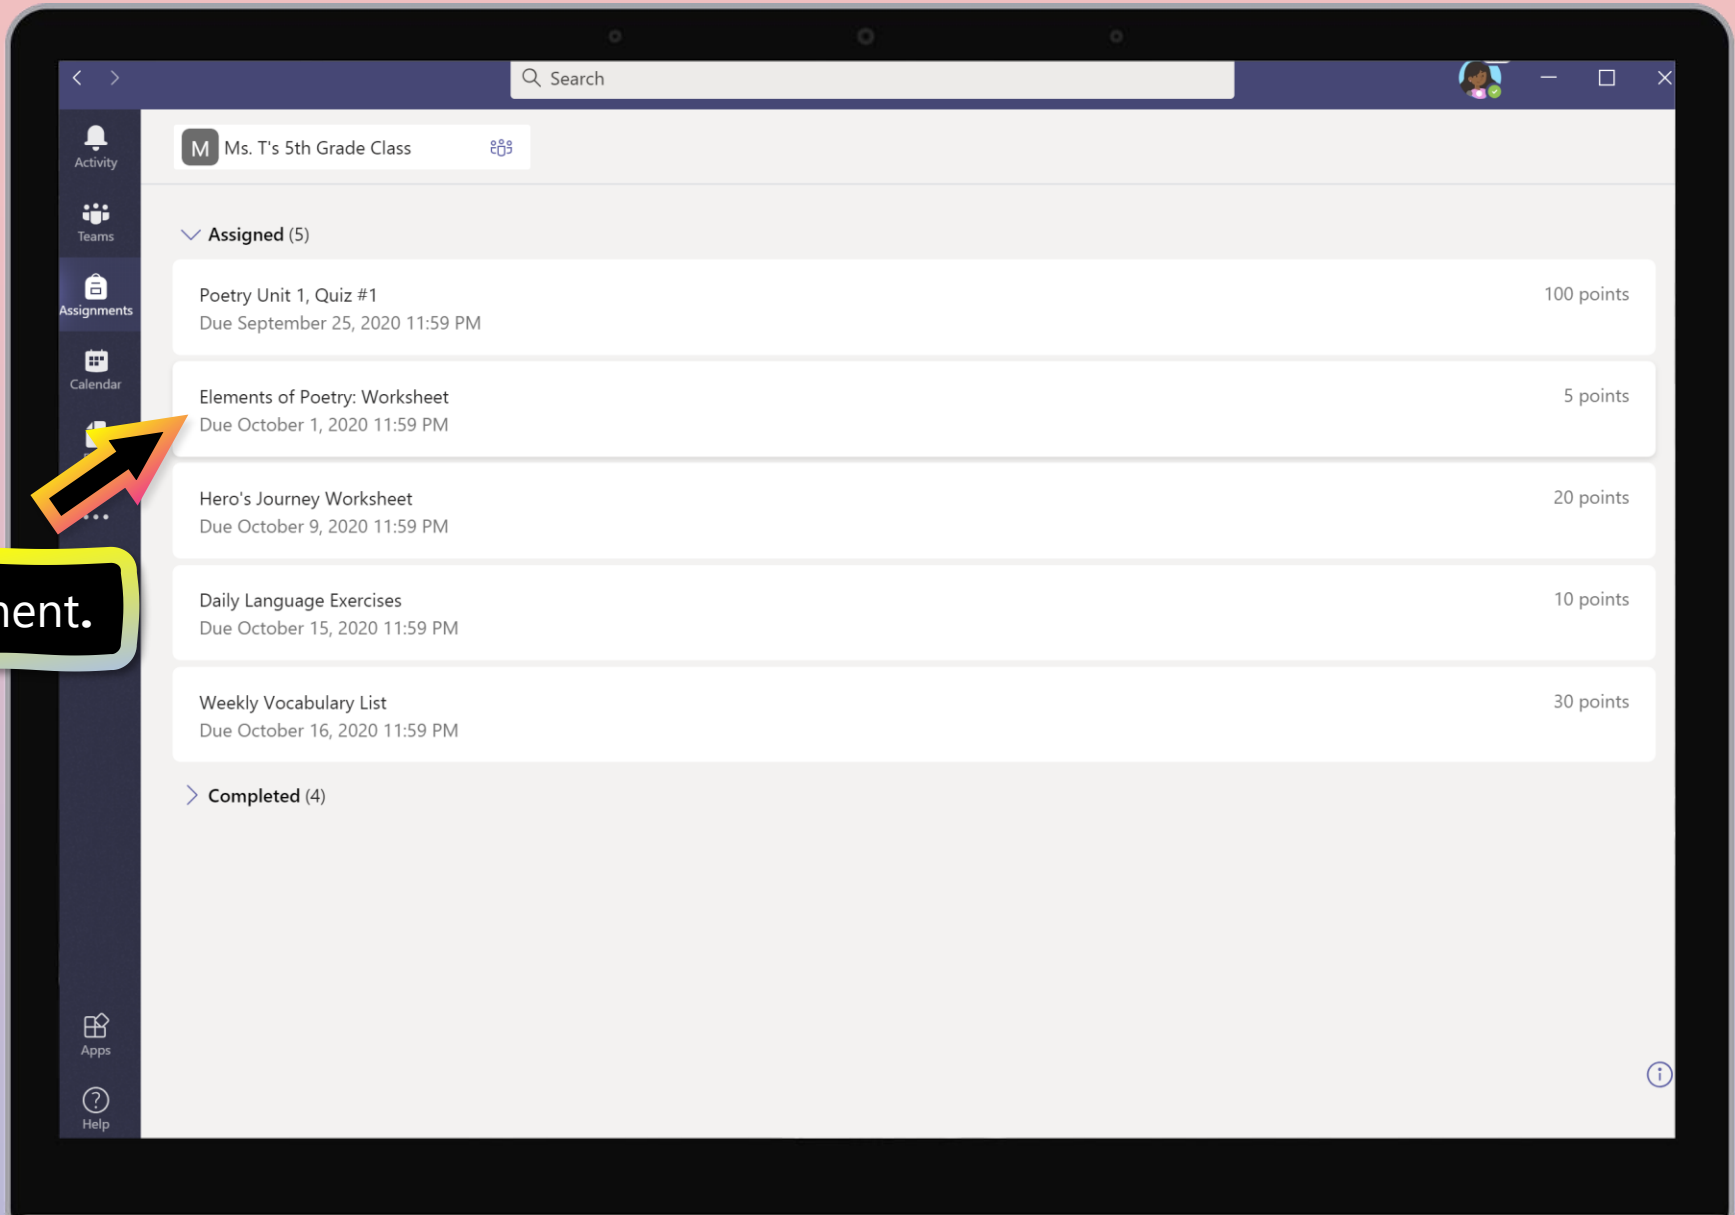 Search
Activity
M Ms. T's 5th Grade Class
Teams
Assigned (5)
Assignments
Poetry Unit 1, Quiz #1
100 points
Due September 25, 2020 11:59 PM
Calendar
Elements of Poetry: Worksheet
5 points
Due October 1, 2020 11:59 PM
Hero's Journey Worksheet
20 points
Due October 9, 2020 11:59 PM
Daily Language Exercises
10 points
Due October 15, 2020 11:59 PM
Weekly Vocabulary List
30 points
Due October 16, 2020 11:59 PM
Completed (4)
Apps
Help